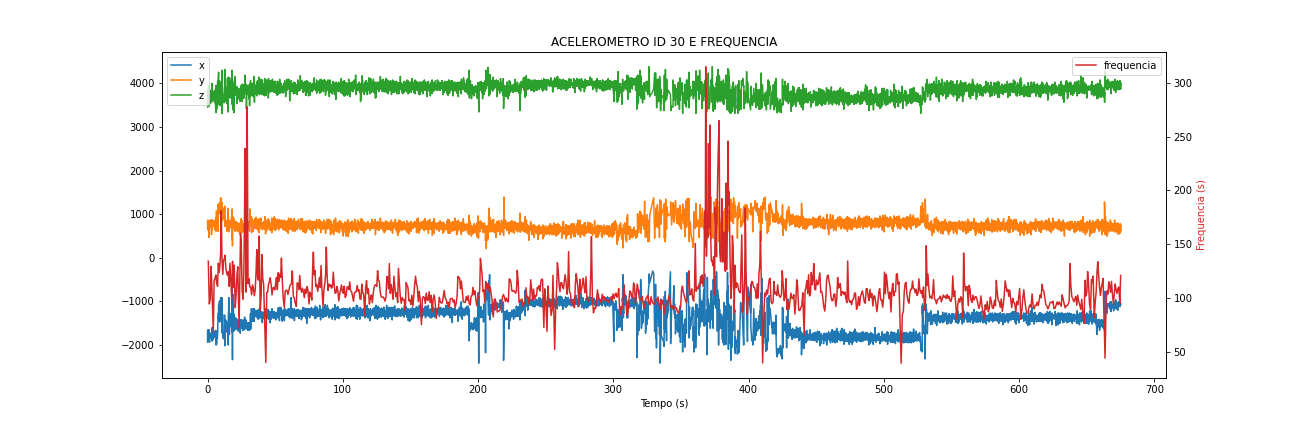 ACELEROMETRO ID 30 E FREQUENCIA
x
y
z
frequencia
4000
3000
2000
1000
0
−1000
−2000
300
250
200
150
100
50
Frequencia (s)
0 100 200 300 400 500 600 700
Tempo (s)